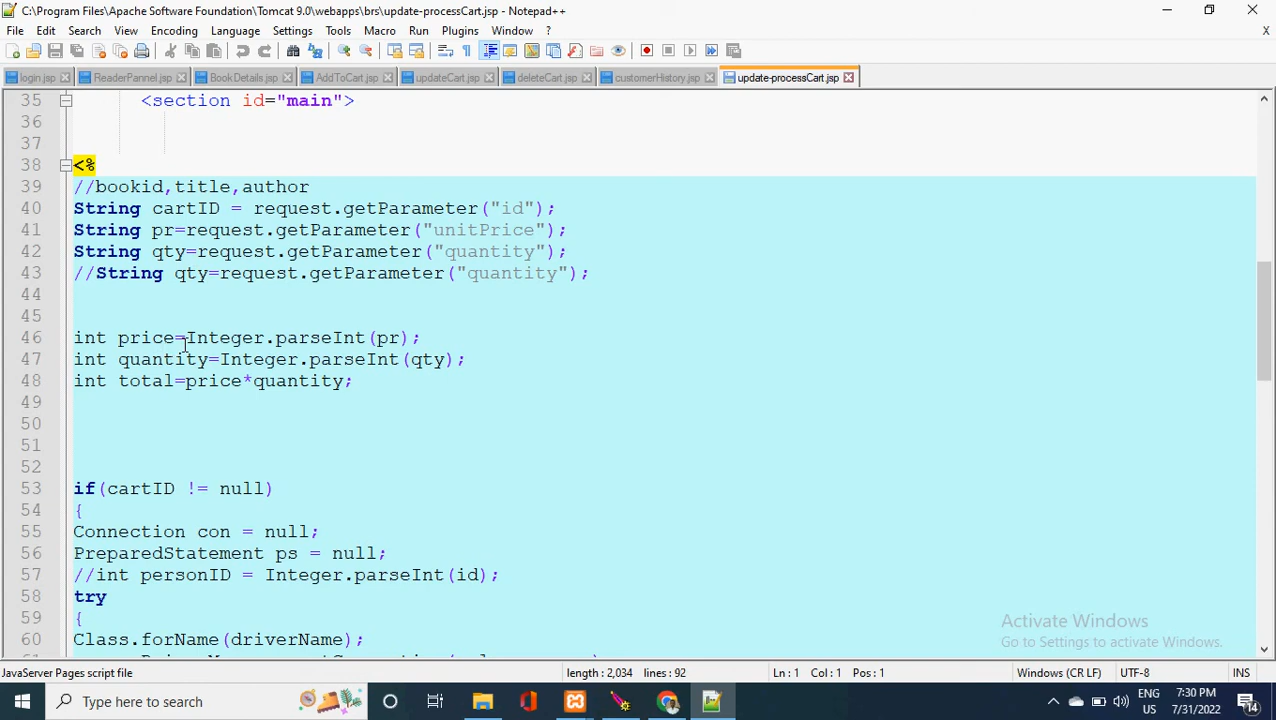 C:\Program Files\Apache Software Foundation\Tomcat 9.0\webapps\brs\update-processCart.jsp - Notepad++
File Edit Search View Encoding Language Settings Tools Macro Run Plugins Window ? X
login.jsp ReaderPannel.jsp BookDetails.jsp AddToCart.jsp updateCart.jsp deleteCart.jsp customerHistory.jsp update-processCart.jsp
35 <section id="main">
36
37
38 <%
39 //bookid,title,author
40 String cartID = request.getParameter("id");
41 String pr=request.getParameter("unitPrice");
42 String qty=request.getParameter("quantity");
43 //String qty=request.getParameter("quantity");
44
45
46 int price=Integer.parseInt(pr);
47 int quantity=Integer.parseInt(qty);
48 int total=price*quantity;
49
50
51
52
53 if(cartID != null)
54 {
55 Connection con = null;
56 PreparedStatement ps = null;
57 //int personID = Integer.parseInt(id);
58 try
59 {
60 Class.forName(driverName);
Activate Windows
Go to Settings to activate Windows.
JavaServer Pages script file length : 2,034 lines : 92 Ln : 1 Col : 1 Pos : 1 Windows (CR LF) UTF-8 INS
Type here to search
ENG
US
7:30 PM
7/31/2022
14